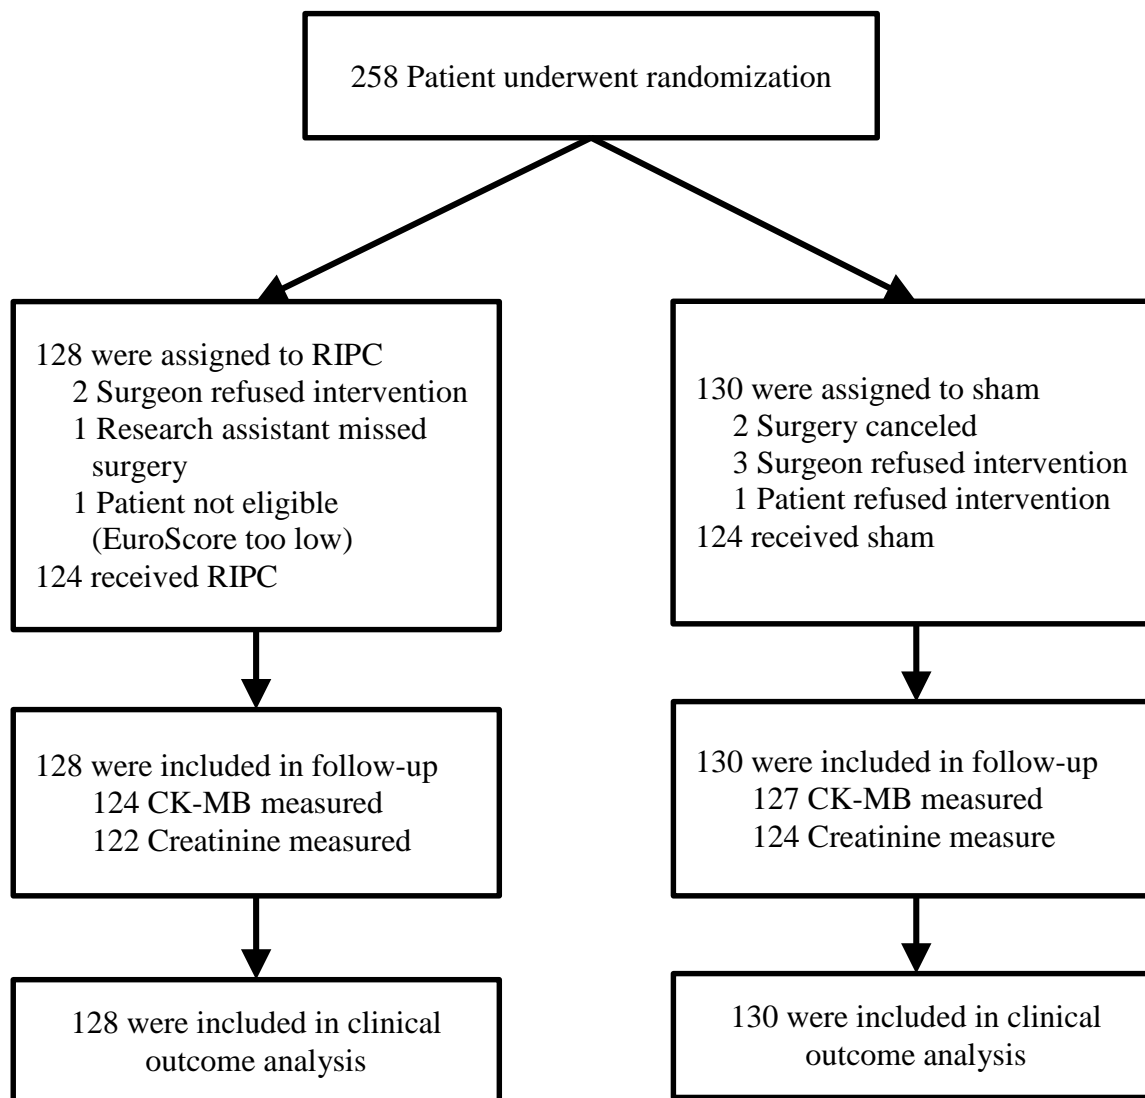 258 Patient underwent randomization
128 were assigned to RIPC
2 Surgeon refused intervention
1 Research assistant missed
surgery
1 Patient not eligible
(EuroScore too low)
124 received RIPC
130 were assigned to sham
2 Surgery canceled
3 Surgeon refused intervention
1 Patient refused intervention
124 received sham
128 were included in follow-up
124 CK-MB measured
122 Creatinine measured
130 were included in follow-up
127 CK-MB measured
124 Creatinine measure
128 were included in clinical
outcome analysis
130 were included in clinical
outcome analysis